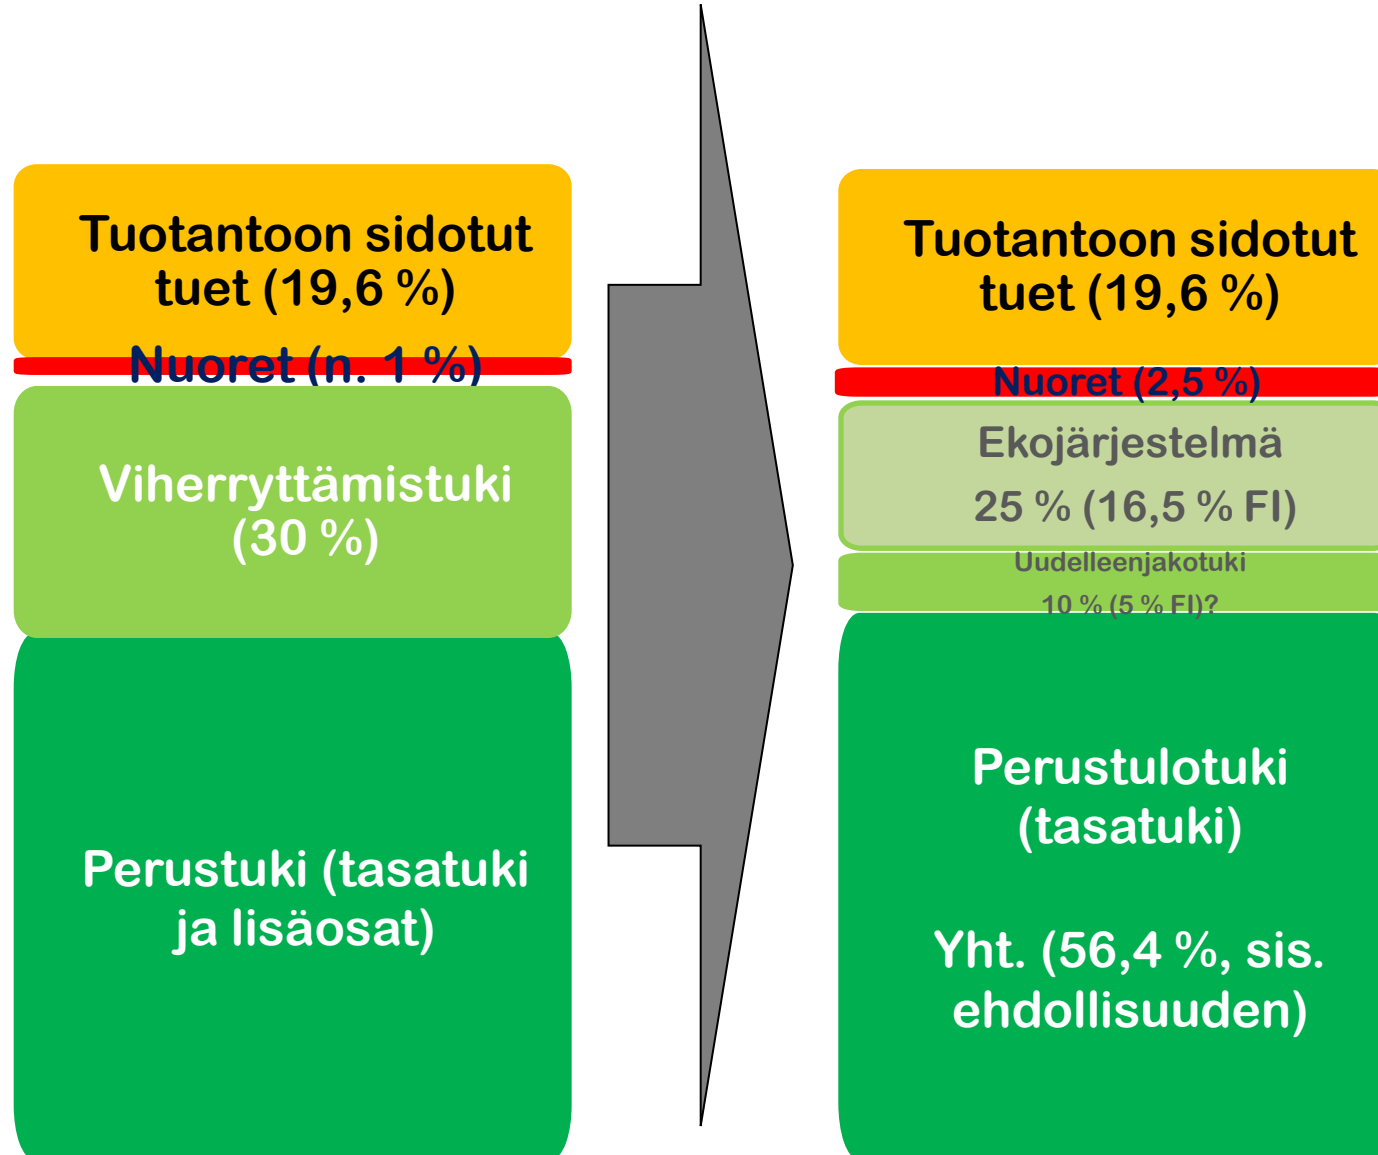 Tuotantoon sidotut
tuet (19,6 %)
Nuoret (n. 1 %)
Viherryttämistuki
(30 %)
Perustuki (tasatuki
ja lisäosat)
Tuotantoon sidotut
tuet (19,6 %)
Nuoret (2,5 %)
Ekojärjestelmä
25 % (16,5 % FI)
Uudelleenjakotuki
10 % (5 % FI)?
Perustulotuki
(tasatuki)
Yht. (56,4 %, sis.
ehdollisuuden)